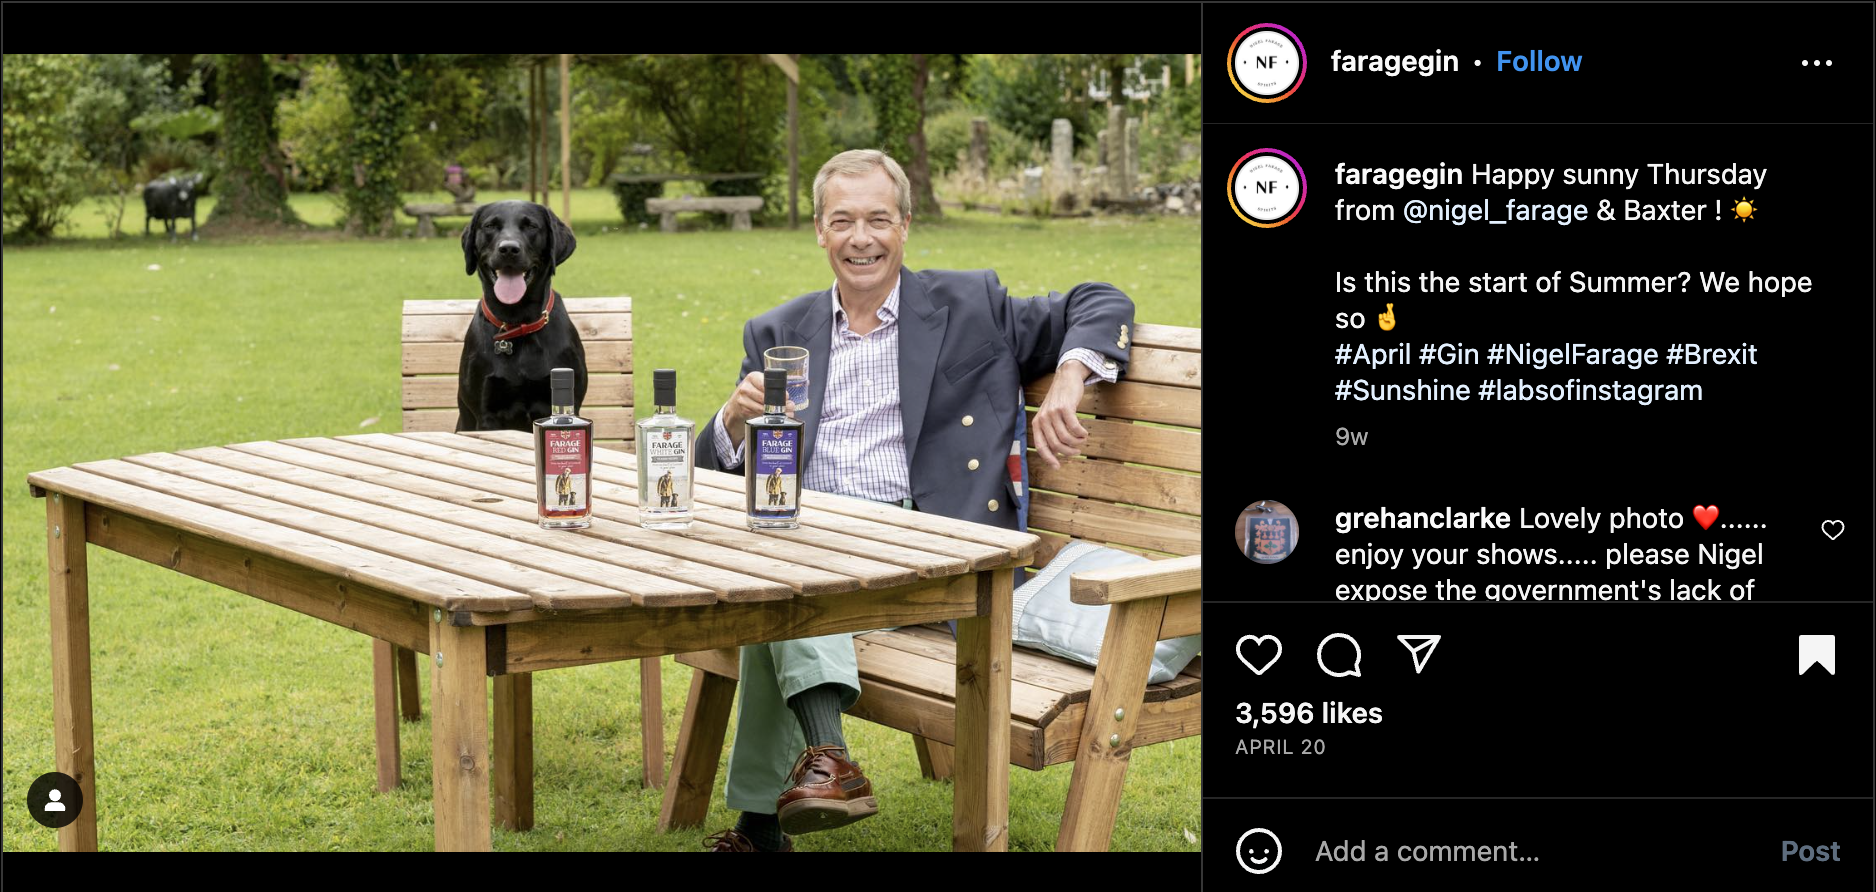 NF
faragegin • Follow
NF
faragegin Happy sunny Thursday
from @nigel_farage & Baxter ! ☀️
Is this the start of Summer? We hope
so 🤞
#April #Gin #NigelFarage #Brexit
#Sunshine #labsofinstagram
9w
grehanclarke Lovely photo ❤️......
enjoy your shows..... please Nigel
expose the government's lack of
3,596 likes
APRIL 20
Add a comment...
Post
FARAGE
RED GIN
FARAGE
WHITE GIN
FARAGE
BLUE GIN